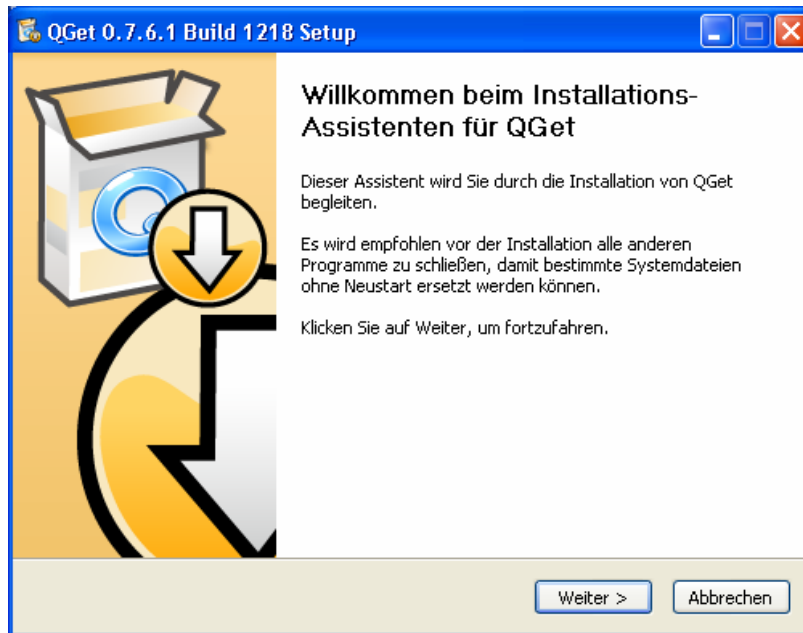 QGet 0.7.6.1 Build 1218 Setup
Willkommen beim Installations-
Assistenten für QGet
Dieser Assistent wird Sie durch die Installation von QGet
begleiten.
Es wird empfohlen vor der Installation alle anderen
Programme zu schließen, damit bestimmte Systemdateien
ohne Neustart ersetzt werden können.
Klicken Sie auf Weiter, um fortzufahren.
Weiter >
Abbrechen